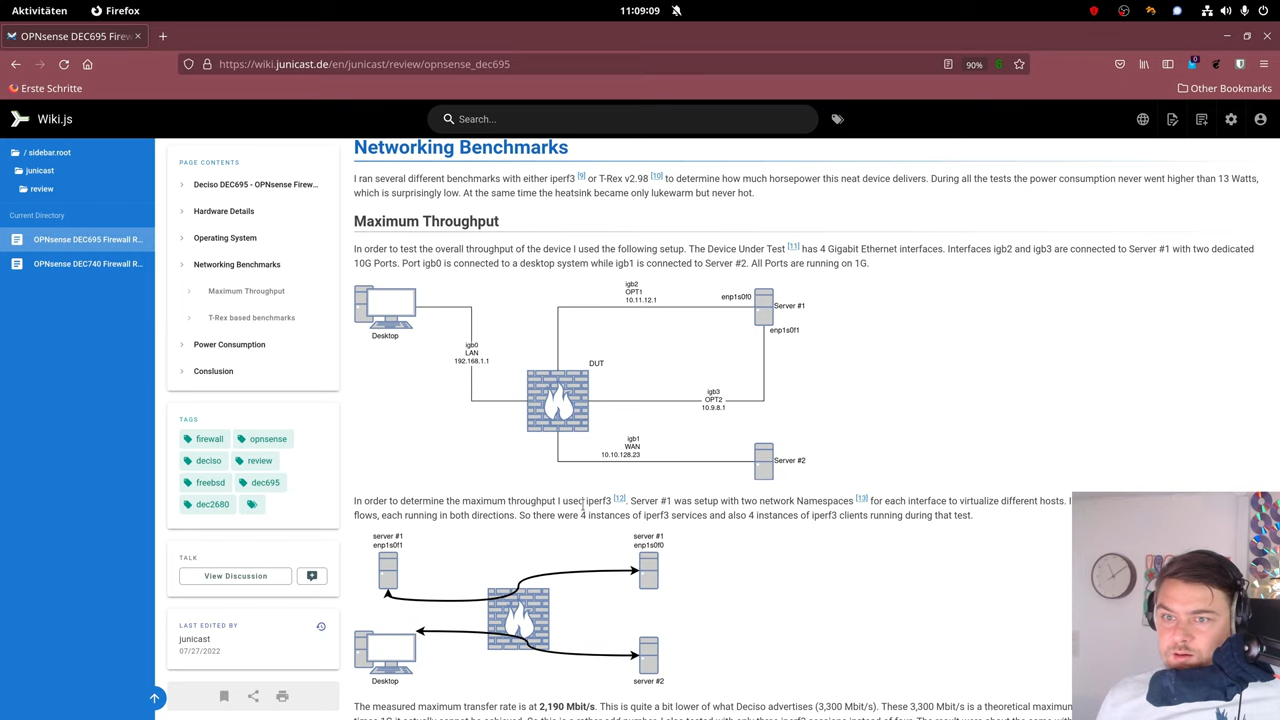 Aktivitäten
Firefox
11:09:09
OPNsense DEC695 Firew
https://wiki.junicast.de/en/junicast/review/opnsense_dec695
90%
Erste Schritte
Other Bookmarks
Wiki.js
Search...
/ sidebar.root
junicast
review
Current Directory
OPNsense DEC695 Firewall R...
OPNsense DEC740 Firewall R...
PAGE CONTENTS
Deciso DEC695 - OPNsense Firew...
Hardware Details
Operating System
Networking Benchmarks
Maximum Throughput
T-Rex based benchmarks
Power Consumption
Conslusion
TAGS
firewall
opnsense
deciso
review
freebsd
dec695
dec2680
TALK
View Discussion
LAST EDITED BY
junicast
07/27/2022
Networking Benchmarks
I ran several different benchmarks with either iperf3 [9] or T-Rex v2.98 [10] to determine how much horsepower this neat device delivers. During all the tests the power consumption never went higher than 13 Watts,
which is surprisingly low. At the same time the heatsink became only lukewarm but never hot.
Maximum Throughput
In order to test the overall throughput of the device I used the following setup. The Device Under Test [11] has 4 Gigabit Ethernet interfaces. Interfaces igb2 and igb3 are connected to Server #1 with two dedicated
10G Ports. Port igb0 is connected to a desktop system while igb1 is connected to Server #2. All Ports are running on 1G.
igb2
OPT1
10.11.12.1
enp1s0f0
Server #1
enp1s0f1
Desktop
igb0
LAN
192.168.1.1
DUT
igb3
OPT2
10.9.8.1
igb1
WAN
10.10.128.23
Server #2
In order to determine the maximum throughput I used iperf3 [12]. Server #1 was setup with two network Namespaces [13] for each interface to virtualize different hosts. I
flows, each running in both directions. So there were 4 instances of iperf3 services and also 4 instances of iperf3 clients running during that test.
server #1
enp1s0f1
server #1
enp1s0f0
Desktop
server #2
The measured maximum transfer rate is at 2,190 Mbit/s. This is quite a bit lower of what Deciso advertises (3,300 Mbit/s). These 3,300 Mbit/s is a theoretical maximum